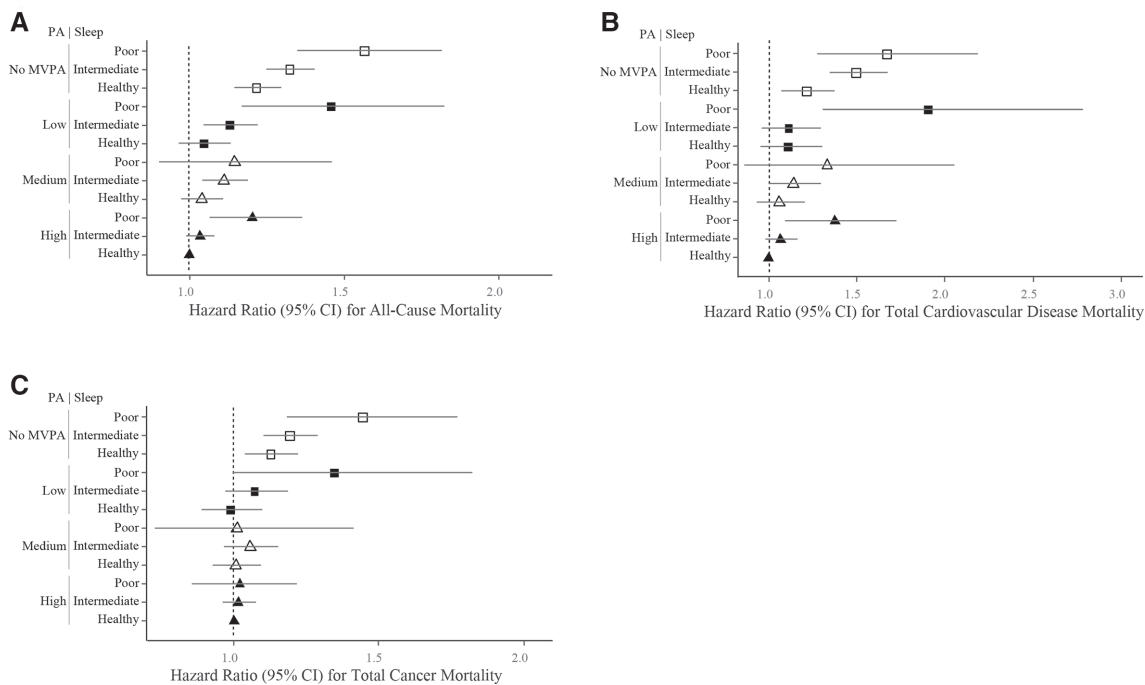 A
PA | Sleep
Poor
No MVPA Intermediate
Healthy
Poor
Low Intermediate
Healthy
Poor
Medium Intermediate
Healthy
Poor
High Intermediate
Healthy
1.0 1.5 2.0
Hazard Ratio (95% CI) for All-Cause Mortality
B
PA | Sleep
Poor
No MVPA Intermediate
Healthy
Poor
Low Intermediate
Healthy
Poor
Medium Intermediate
Healthy
Poor
High Intermediate
Healthy
1.0 1.5 2.0 2.5 3.0
Hazard Ratio (95% CI) for Total Cardiovascular Disease Mortality
C
PA | Sleep
Poor
No MVPA Intermediate
Healthy
Poor
Low Intermediate
Healthy
Poor
Medium Intermediate
Healthy
Poor
High Intermediate
Healthy
1.0 1.5 2.0
Hazard Ratio (95% CI) for Total Cancer Mortality